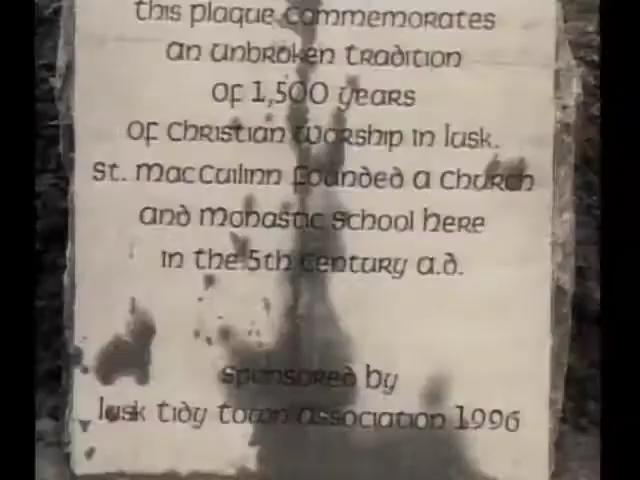 this plaque commemorates
an unbroken tradition
of 1,500 years
of christian worship in lusk.
st. maccuilinn founded a church
and monastic school here
in the 5th century a.d.
sponsored by
lusk tidy town association 1996